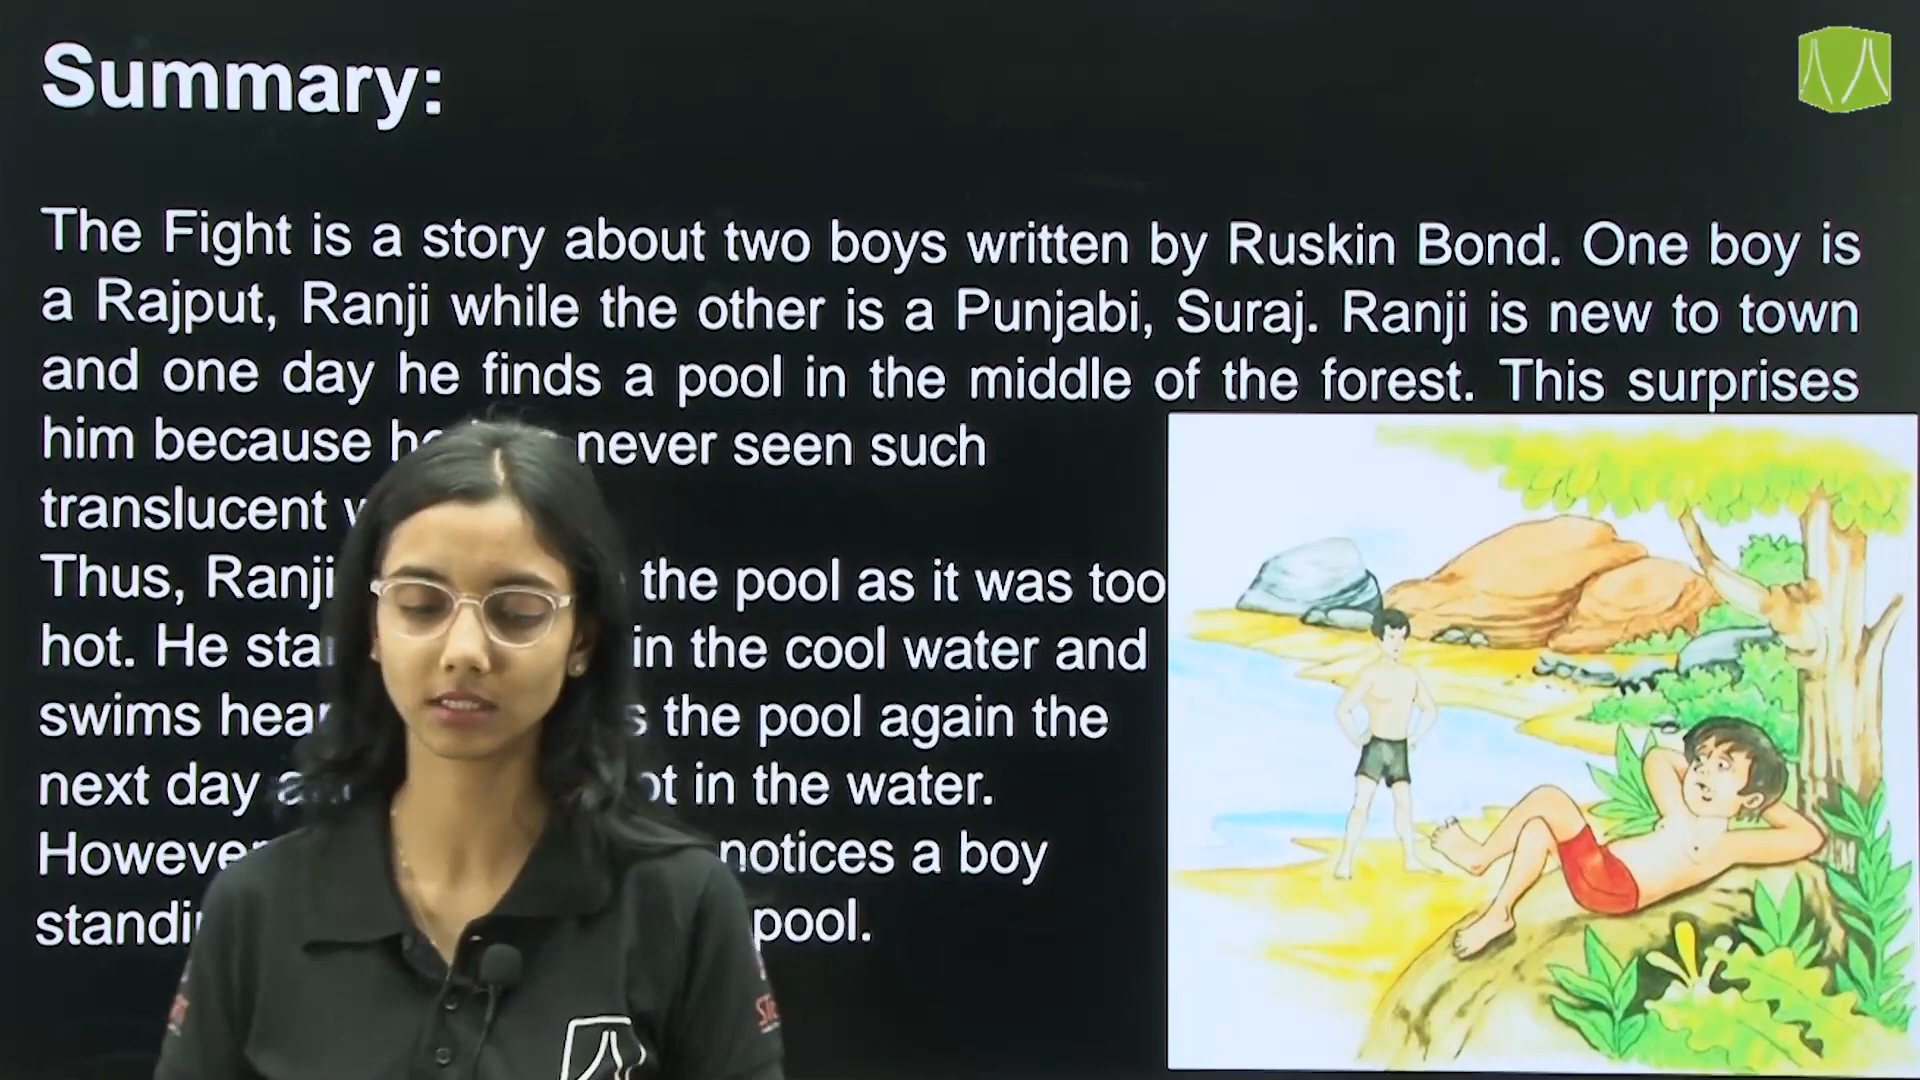 Summary:
The Fight is a story about two boys written by Ruskin Bond. One boy is
a Rajput, Ranji while the other is a Punjabi, Suraj. Ranji is new to town
and one day he finds a pool in the middle of the forest. This surprises
him because never seen such
translucent
Thus, Ranji the pool as it was too
hot. He in the cool water and
swims the pool again the
next day in the water.
However notices a boy
pool.